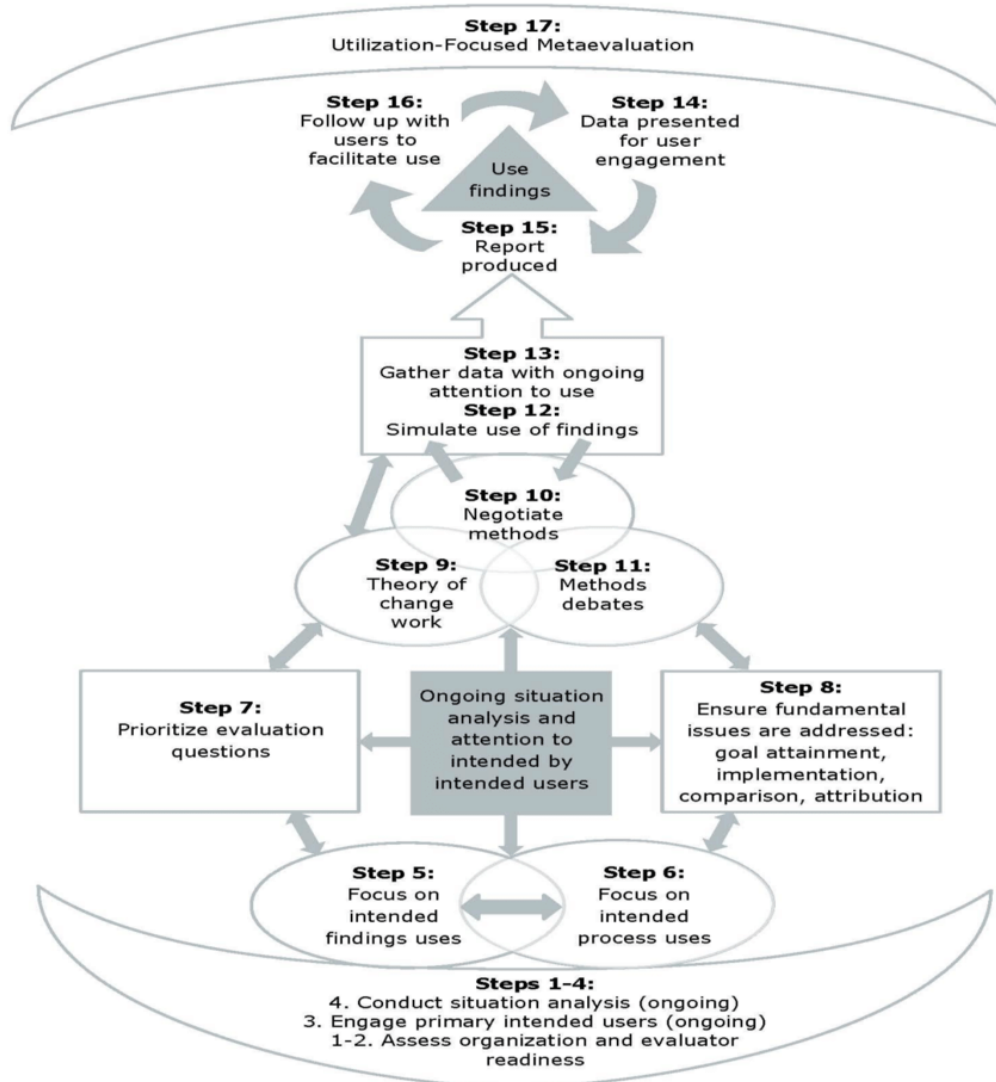 Step 17:
Utilization-Focused Metaevaluation
Step 16:
Follow up with
users to
facilitate use
Step 14:
Data presented
for user
engagement
Use
findings
Step 15:
Report
produced
Step 13:
Gather data with ongoing
attention to use
Step 12:
Simulate use of findings
Step 10:
Negotiate
methods
Step 9:
Theory of
change
work
Step 11:
Methods
debates
Step 7:
Prioritize evaluation
questions
Ongoing situation
analysis and
attention to
intended by
intended users
Step 8:
Ensure fundamental
issues are addressed:
goal attainment,
implementation,
comparison, attribution
Step 5:
Focus on
intended
findings uses
Step 6:
Focus on
intended
process uses
Steps 1-4:
4. Conduct situation analysis (ongoing)
3. Engage primary intended users (ongoing)
1-2. Assess organization and evaluator
readiness